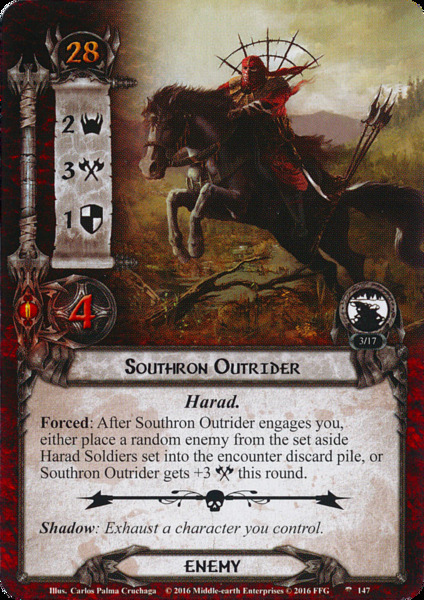 28
2
3
1
4
3/17
Southron Outrider
Harad.
Forced: After Southron Outrider engages you,
either place a random enemy from the set aside
Harad Soldiers set into the encounter discard pile, or
Southron Outrider gets +3 this round.
Shadow: Exhaust a character you control.
ENEMY
Illus. Carlos Palma Cruchaga © 2016 Middle-earth Enterprises © 2016 FFG 147